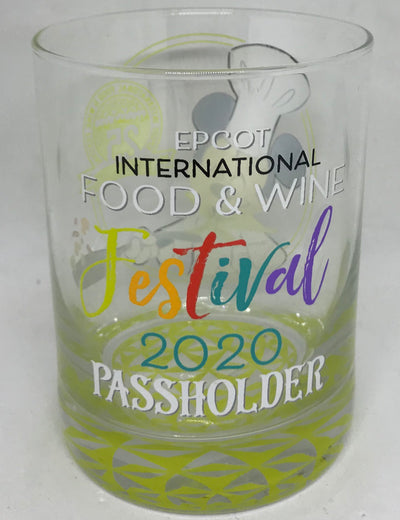 EPCOT
INTERNATIONAL
FOOD & WINE
Festival
2020
PASSHOLDER